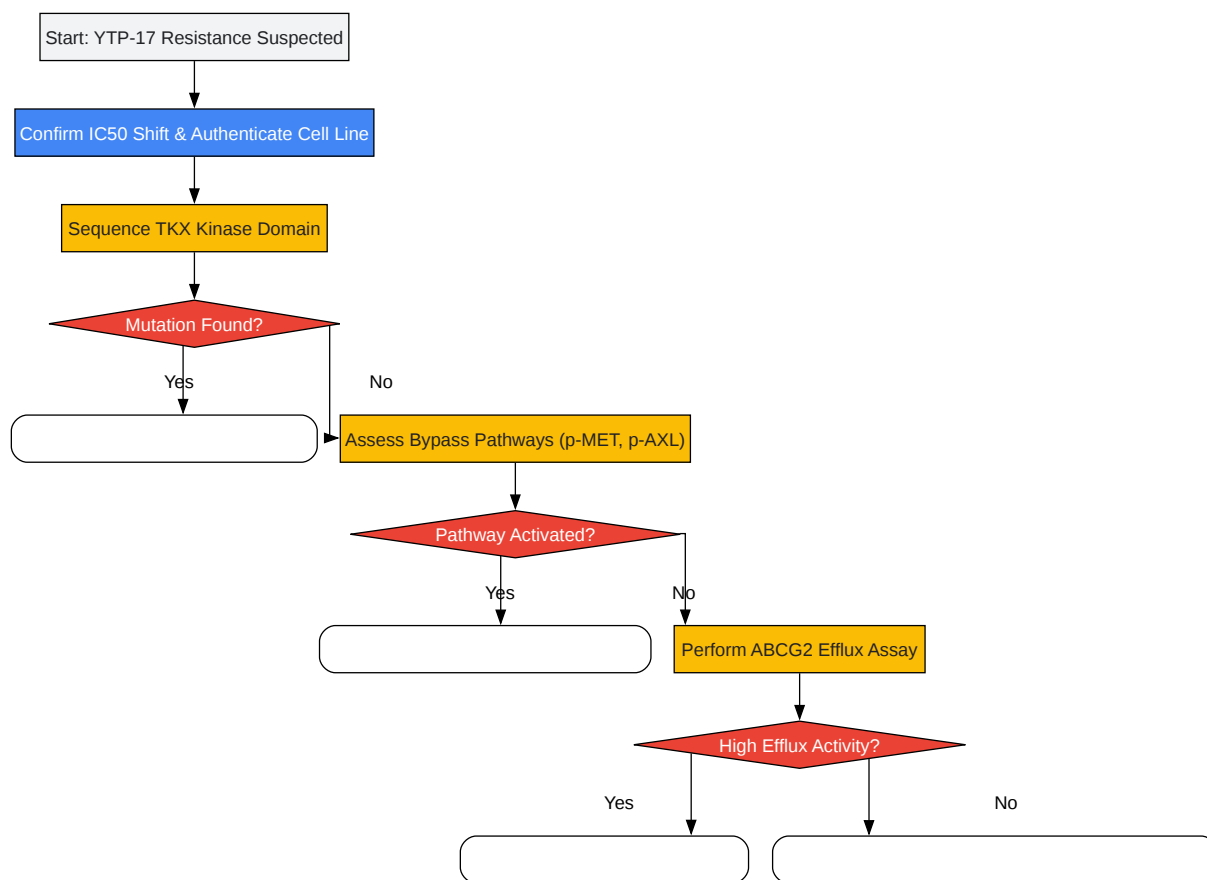 Start: YTP-17 Resistance Suspected
Confirm IC50 Shift & Authenticate Cell Line
Sequence TKX Kinase Domain
Mutation Found?
Yes
No
Assess Bypass Pathways (p-MET, p-AXL)
Pathway Activated?
Yes
No
Perform ABCG2 Efflux Assay
High Efflux Activity?
Yes
No